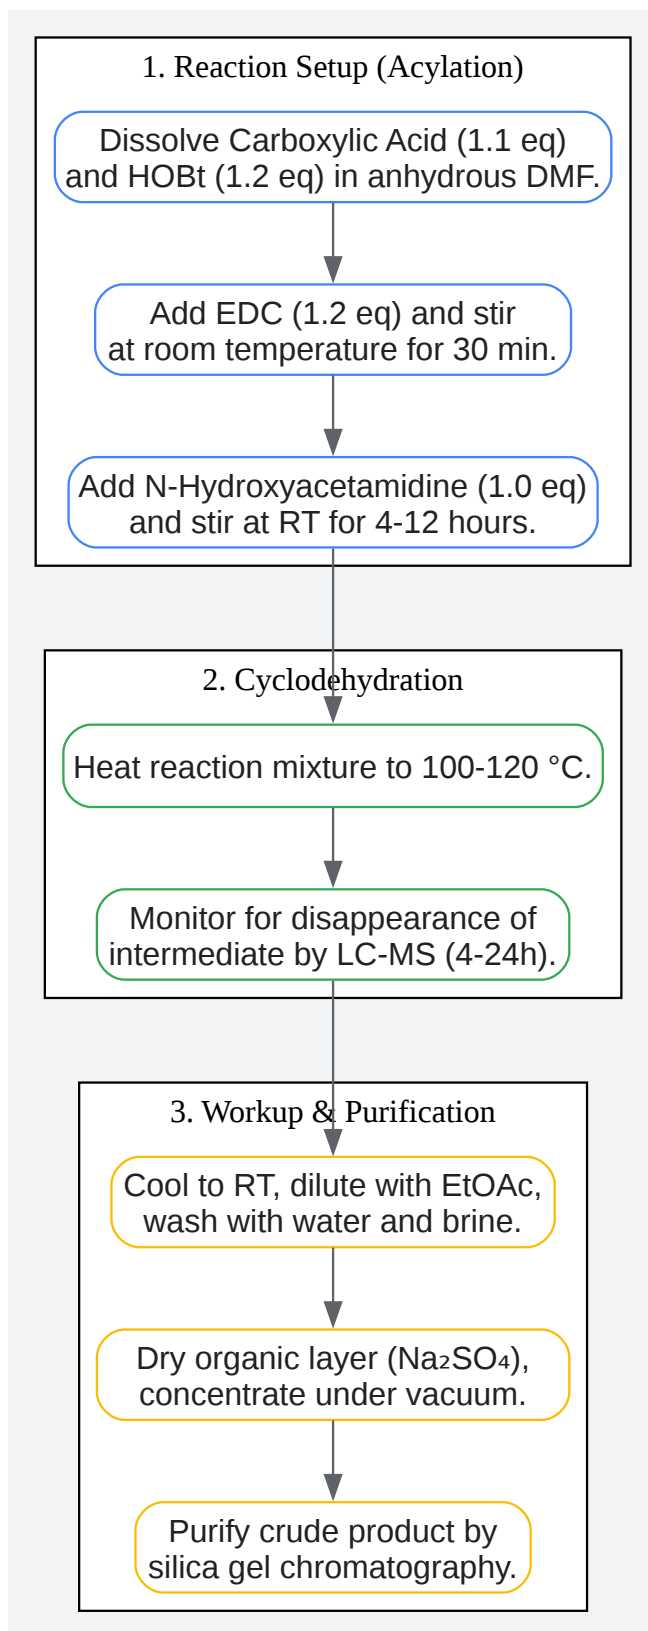 1. Reaction Setup (Acylation)
Dissolve Carboxylic Acid (1.1 eq)
and HOBt (1.2 eq) in anhydrous DMF.
Add EDC (1.2 eq) and stir
at room temperature for 30 min.
Add N-Hydroxyacetamidine (1.0 eq)
and stir at RT for 4-12 hours.
2. Cyclodehydration
Heat reaction mixture to 100-120 °C.
Monitor for disappearance of
intermediate by LC-MS (4-24h).
3. Workup & Purification
Cool to RT, dilute with EtOAc,
wash with water and brine.
Dry organic layer (Na₂SO₄),
concentrate under vacuum.
Purify crude product by
silica gel chromatography.